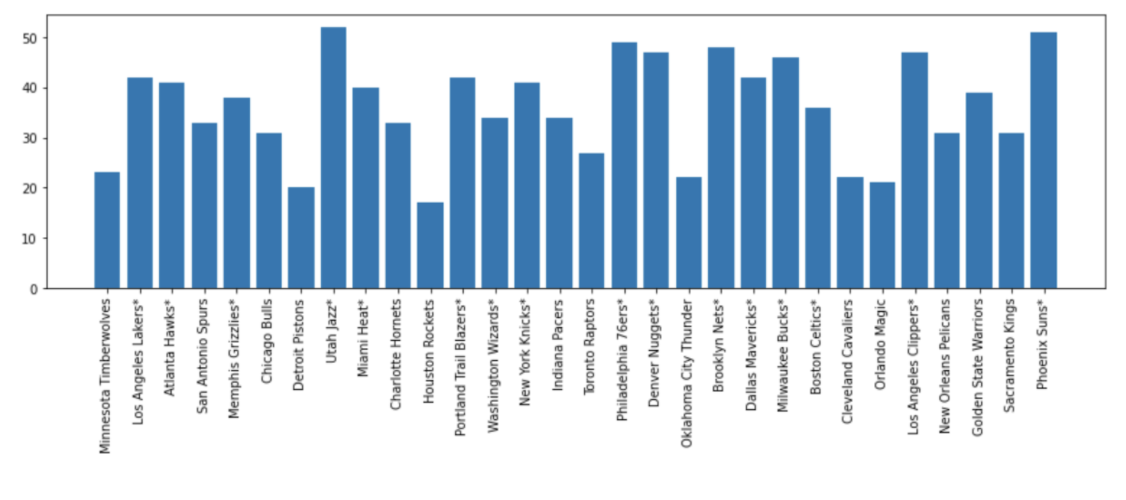 50
40
30
20
10
0
Minnesota Timberwolves
Los Angeles Lakers*
Atlanta Hawks*
San Antonio Spurs
Memphis Grizzlies*
Chicago Bulls
Detroit Pistons
Utah Jazz*
Miami Heat*
Charlotte Hornets
Houston Rockets
Portland Trail Blazers*
Washington Wizards*
New York Knicks*
Indiana Pacers
Toronto Raptors
Philadelphia 76ers*
Denver Nuggets*
Oklahoma City Thunder
Brooklyn Nets*
Dallas Mavericks*
Milwaukee Bucks*
Boston Celtics*
Cleveland Cavaliers
Orlando Magic
Los Angeles Clippers*
New Orleans Pelicans
Golden State Warriors
Sacramento Kings
Phoenix Suns*